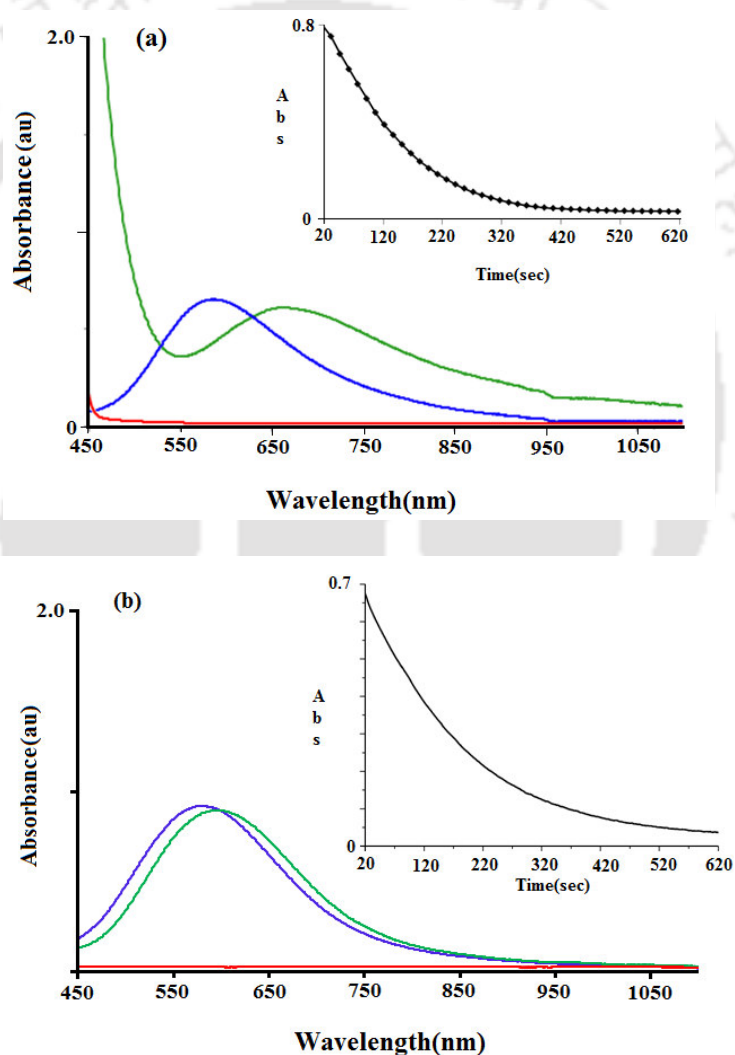 (a)
2.0
Absorbance (au)
0
450 550 650 750 850 950 1050
Wavelength(nm)
0.8
A
b
s
0
20 120 220 320 420 520 620
Time(sec)
(b)
2.0
Absorbance(au)
450 550 650 750 850 950 1050
Wavelength(nm)
0.7
A
b
s
0
20 120 220 320 420 520 620
Time(sec)